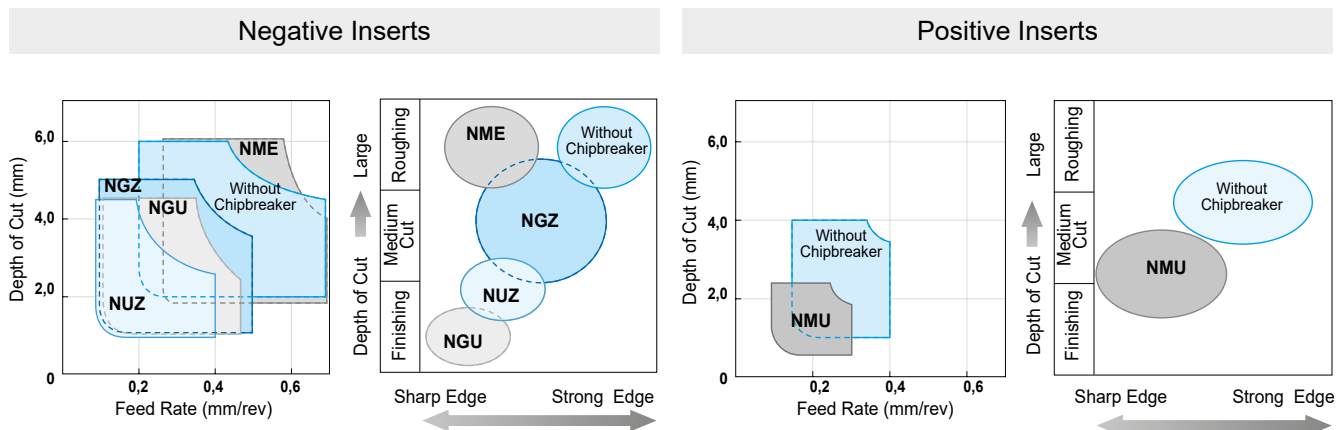 Negative Inserts
Depth of Cut (mm)
6,0
4,0
2,0
0
0,2
0,4
0,6
Feed Rate (mm/rev)
NME
NGZ
Without
Chipbreaker
NGU
NUZ
Depth of Cut
Large
Roughing
Medium
Cut
Finishing
NME
Without
Chipbreaker
NGZ
NUZ
NGU
Sharp Edge
Strong Edge
Positive Inserts
Depth of Cut (mm)
6,0
4,0
2,0
0
0,2
0,4
0,6
Feed Rate (mm/rev)
Without
Chipbreaker
NMU
Depth of Cut
Large
Roughing
Medium
Cut
Finishing
Without
Chipbreaker
NMU
Sharp Edge
Strong Edge